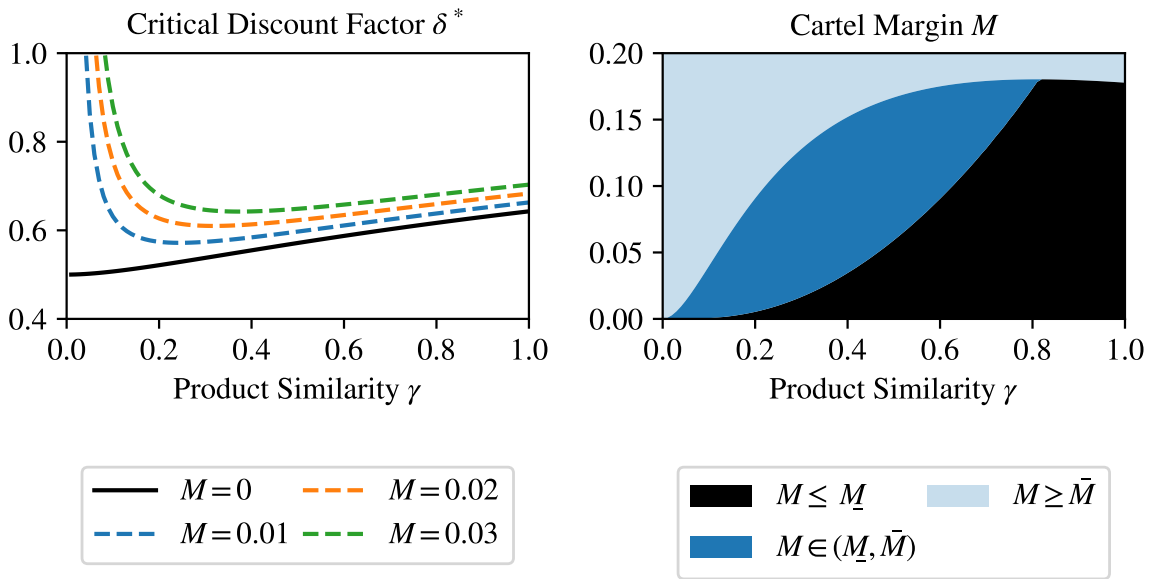 Critical Discount Factor δ*
1.0
0.8
0.6
0.4
0.0 0.2 0.4 0.6 0.8 1.0
Product Similarity γ
M = 0
M = 0.01
M = 0.02
M = 0.03
Cartel Margin M
0.20
0.15
0.10
0.05
0.00
0.0 0.2 0.4 0.6 0.8 1.0
Product Similarity γ
M ≤ M̲
M ∈ (M̲, M̄)
M ≥ M̄